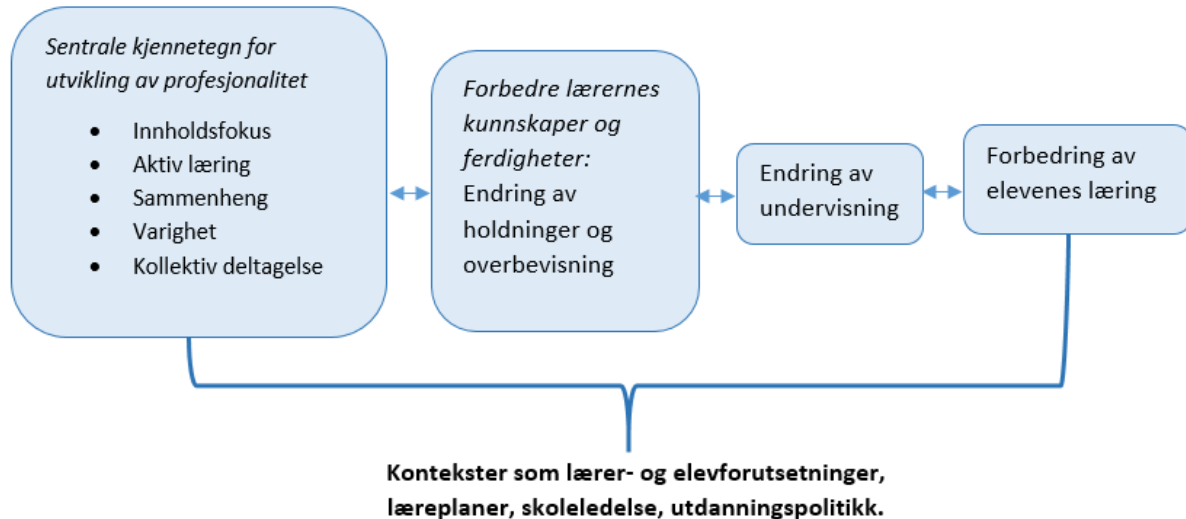 Sentrale kjennetegn for
utvikling av profesjonalitet
• Innholdsfokus
• Aktiv læring
• Sammenheng
• Varighet
• Kollektiv deltagelse
Forbedre lærernes
kunnskaper og
ferdigheter:
Endring av
holdninger og
overbevisning
Endring av
undervisning
Forbedring av
elevenes læring
Kontekster som lærer- og elevforutsetninger,
læreplaner, skoleledelse, utdanningspolitikk.